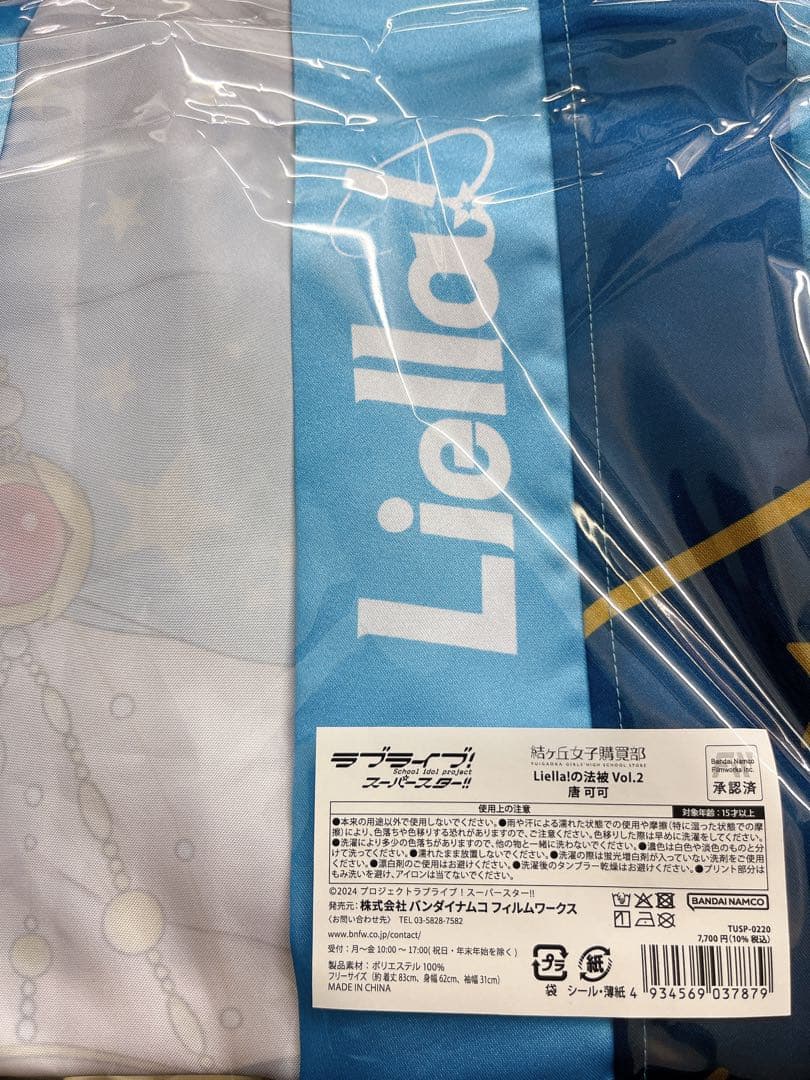 Liella!
ラブライブ!
School idol project
スーパースター!!
結ヶ丘女子購買部
YUIGAOKA GIRLS' HIGH SCHOOL STORE
Liella!の法被 Vol.2
唐 可可
Bandai Namco
Filmworks Inc.
承認済
使用上の注意
対象年齢:15才以上
●本来の用途以外で使用しないでください。●雨や汗による濡れた状態での使用や摩擦(特に湿った状態での摩
擦)により、色落ちや色移りする恐れがありますので、ご注意ください。色移りした際は早めに洗濯をしてください。
●洗濯により多少の色落ちがありますので、他の物と一緒に洗わないでください。●濃色は白色や淡色のものと分
けて洗ってください。●濡れたまま放置しないでください。●洗濯の際は蛍光増白剤が入っていない洗剤をご使用
ください。●漂白剤のご使用はお避けください。●洗濯後のタンブラー乾燥はお避けください。●プリント部分は
もみ洗いを避け、アイロンは当てないでください。
©2024 プロジェクトラブライブ!スーパースター!!
発売元: 株式会社 バンダイナムコ フィルムワークス
<お問い合わせ先> TEL 03-5828-7582
www.bnfw.co.jp/contact/
受付:月～金 10:00～17:00(祝日・年末年始を除く)
製品素材:ポリエステル 100%
フリーサイズ(約 着丈 83cm、身幅 62cm、袖幅 31cm)
MADE IN CHINA
BANDAI NAMCO
TUSP-0220
7,700円(10%税込)
プラ
紙
袋 シール・薄紙
4 934569 037879